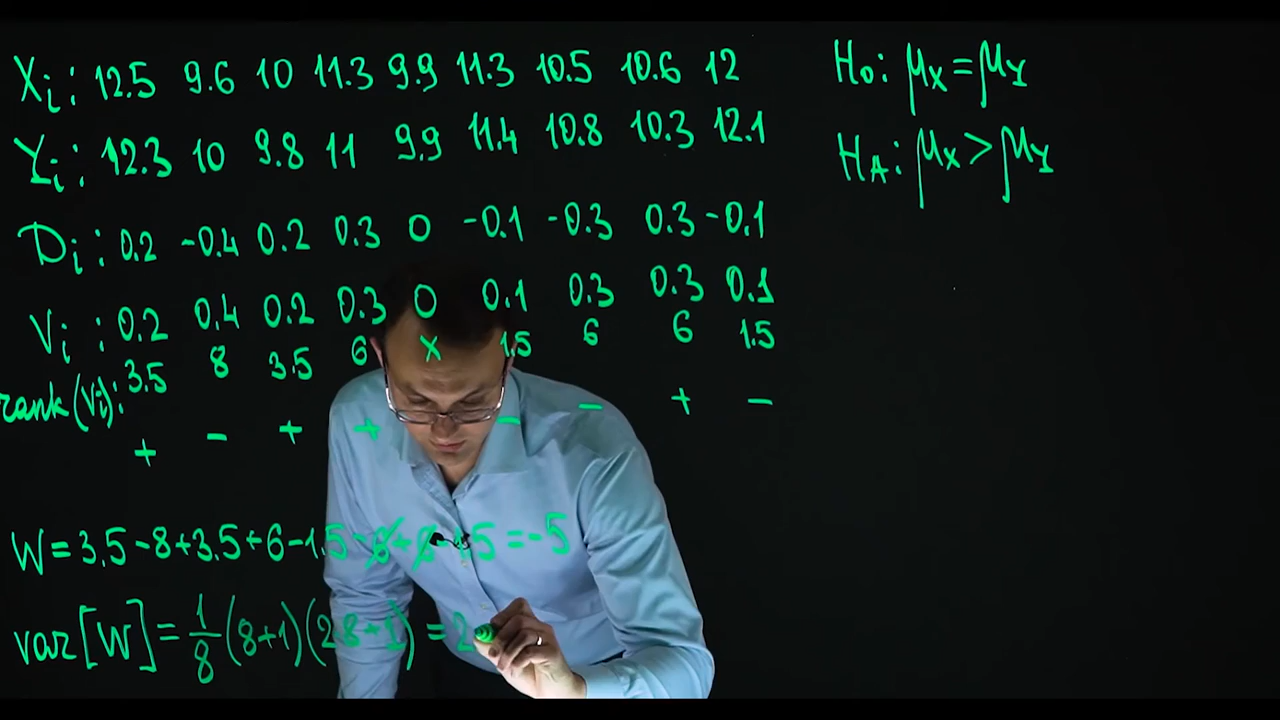 Xi: 12.5 9.6 10 11.3 9.9 11.3 10.5 10.6 12
H0: μX=μY
Yi: 12.3 10 9.8 11 9.9 11.4 10.8 10.3 12.1
HA: μX>μY
Di: 0.2 -0.4 0.2 0.3 0 -0.1 -0.3 0.3 -0.1
Vi: 0.2 0.4 0.2 0.3 0 0.1 0.3 0.3 0.1
rank(Vi): 3.5 8 3.5 6 x 1.5 6 6 1.5
+ - + + - - + -
W=3.5-8+3.5+6-1.5-6+6-1.5=-5
var[W]=1/8(8+1)(2·8+1)=2